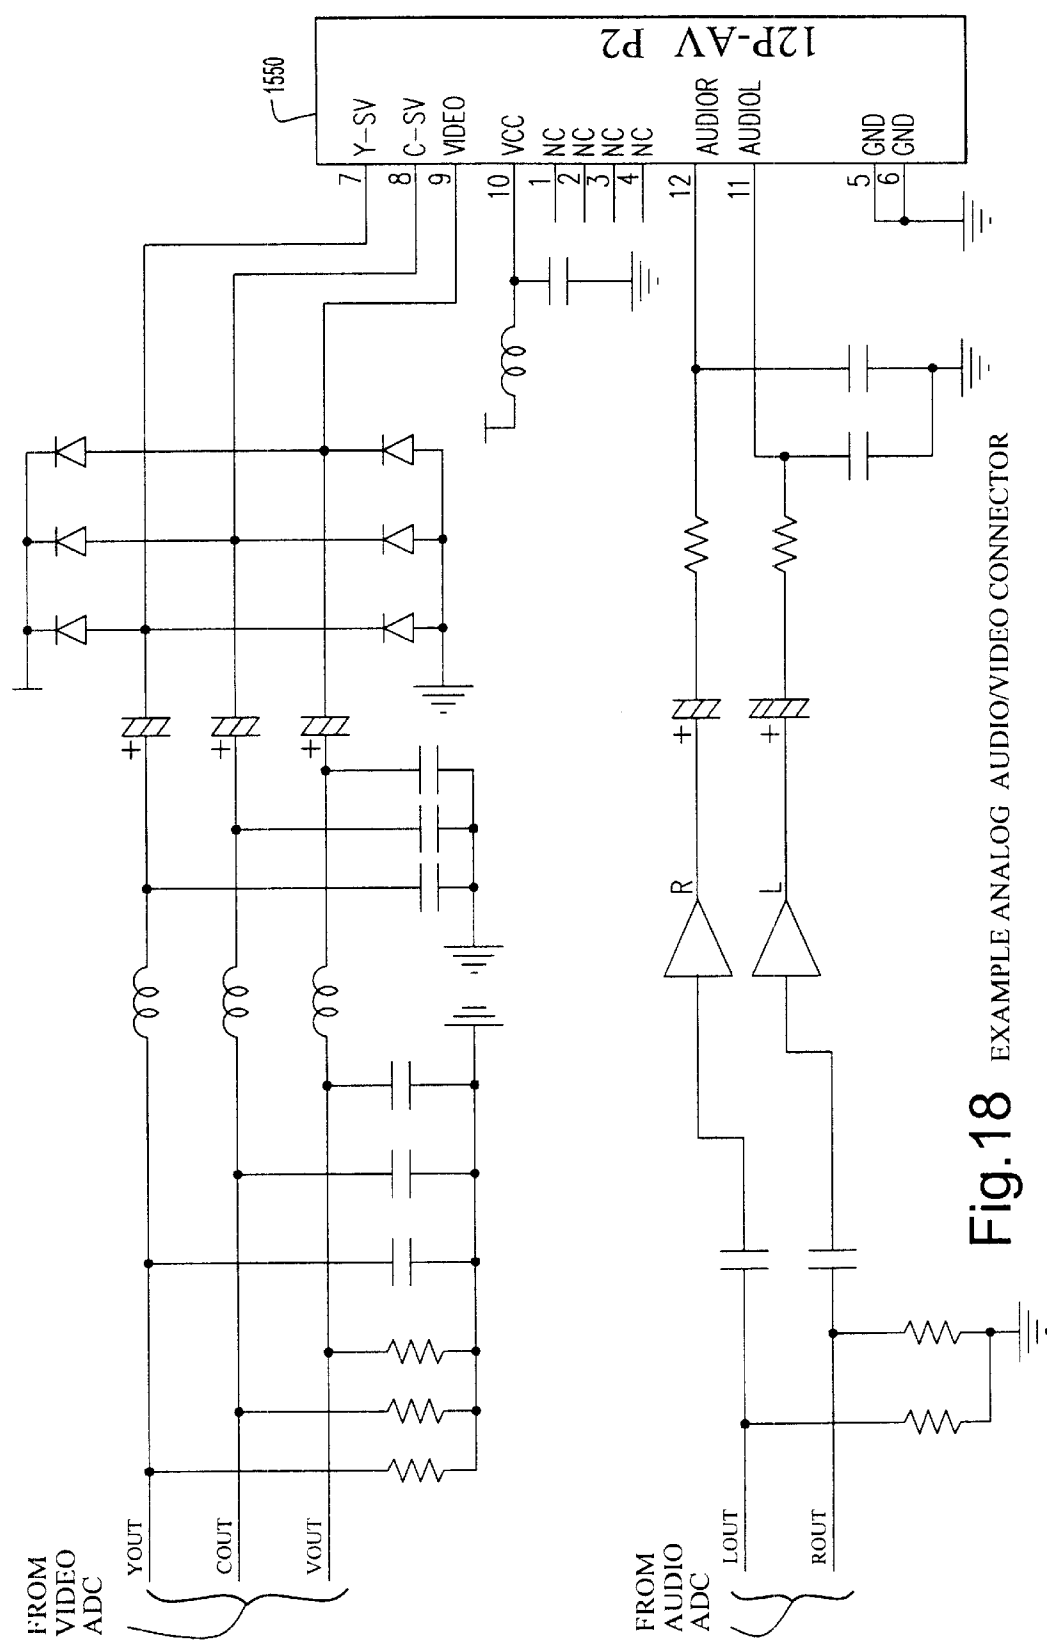 1550
12P-AV P2
Y-SV
C-SV
VIDEO
VCC
NC
NC
NC
NC
AUDIOR
AUDIOL
GND
GND
7
8
9
10
1
2
3
4
12
11
5
6
+
+
+
+
+
R
L
FROM
VIDEO
ADC
YOUT
COUT
VOUT
FROM
AUDIO
ADC
LOUT
ROUT
Fig.18 EXAMPLE ANALOG AUDIO/VIDEO CONNECTOR